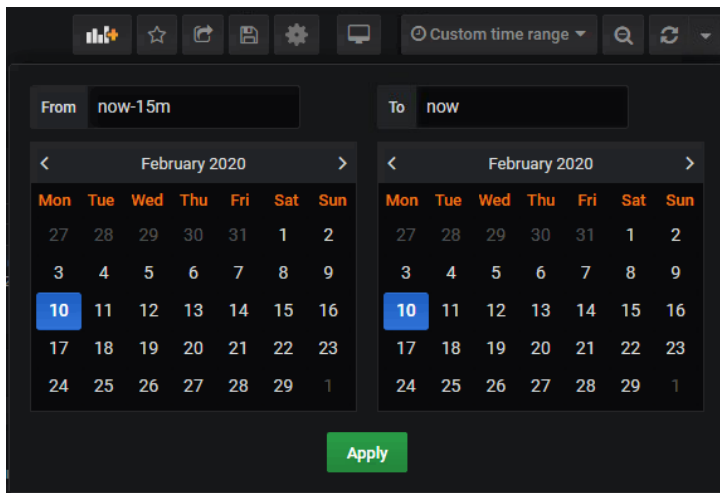 Custom time range
From now-15m To now
February 2020 February 2020
Mon Tue Wed Thu Fri Sat Sun Mon Tue Wed Thu Fri Sat Sun
27 28 29 30 31 1 2 27 28 29 30 31 1 2
3 4 5 6 7 8 9 3 4 5 6 7 8 9
10 11 12 13 14 15 16 10 11 12 13 14 15 16
17 18 19 20 21 22 23 17 18 19 20 21 22 23
24 25 26 27 28 29 1 24 25 26 27 28 29 1
Apply